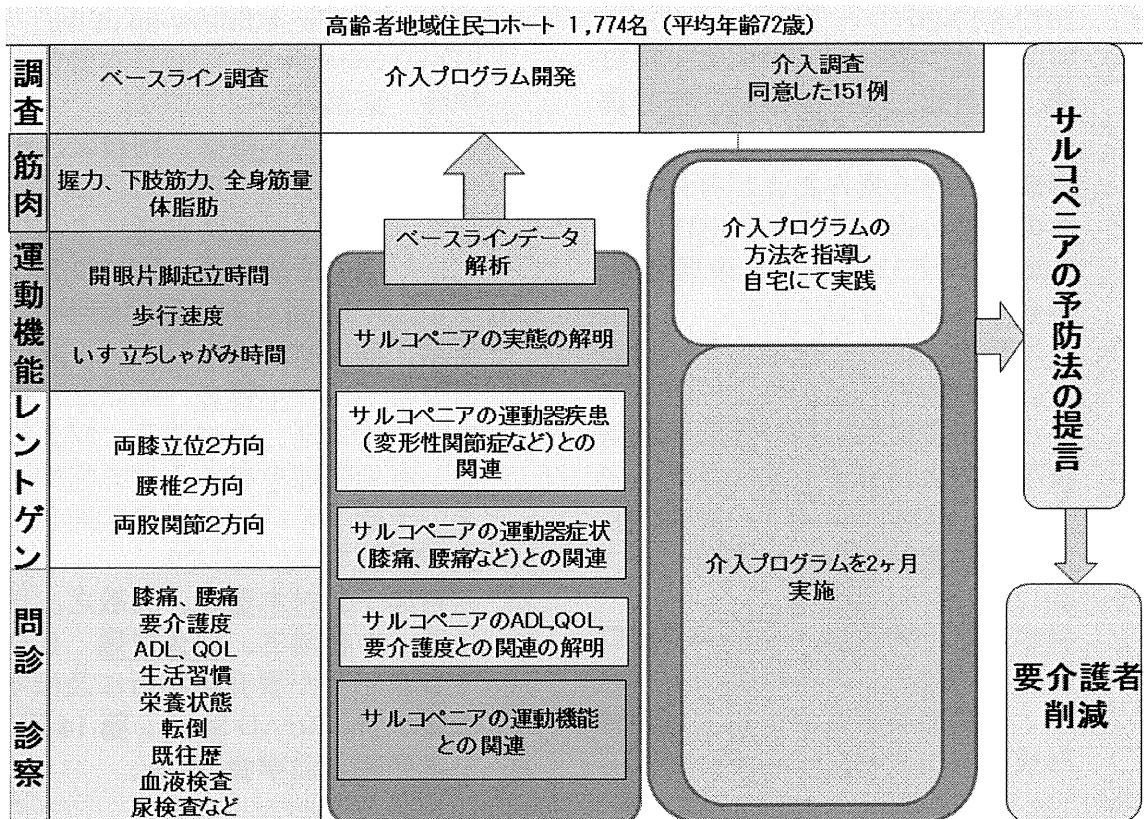 高齢者地域住民コホート 1,774名（平均年齢72歳）
調査
ベースライン調査
介入プログラム開発
介入調査
同意した151例
筋肉
握力、下肢筋力、全身筋量
体脂肪
運動機能
開眼片脚起立時間
歩行速度
いす立ちしゃがみ時間
レントゲン
両膝立位2方向
腰椎2方向
両股関節2方向
問診
診察
膝痛、腰痛
要介護度
ADL、QOL
生活習慣
栄養状態
転倒
既往歴
血液検査
尿検査など
ベースラインデータ
解析
サルコペニアの実態の解明
サルコペニアの運動器疾患
（変形性関節症など）との
関連
サルコペニアの運動器症状
（膝痛、腰痛など）との関連
サルコペニアのADL,QOL,
要介護度との関連の解明
サルコペニアの運動機能
との関連
介入プログラムの
方法を指導し
自宅にて実践
介入プログラムを2ヶ月
実施
サルコペニアの予防法の提言
要介護者
削減